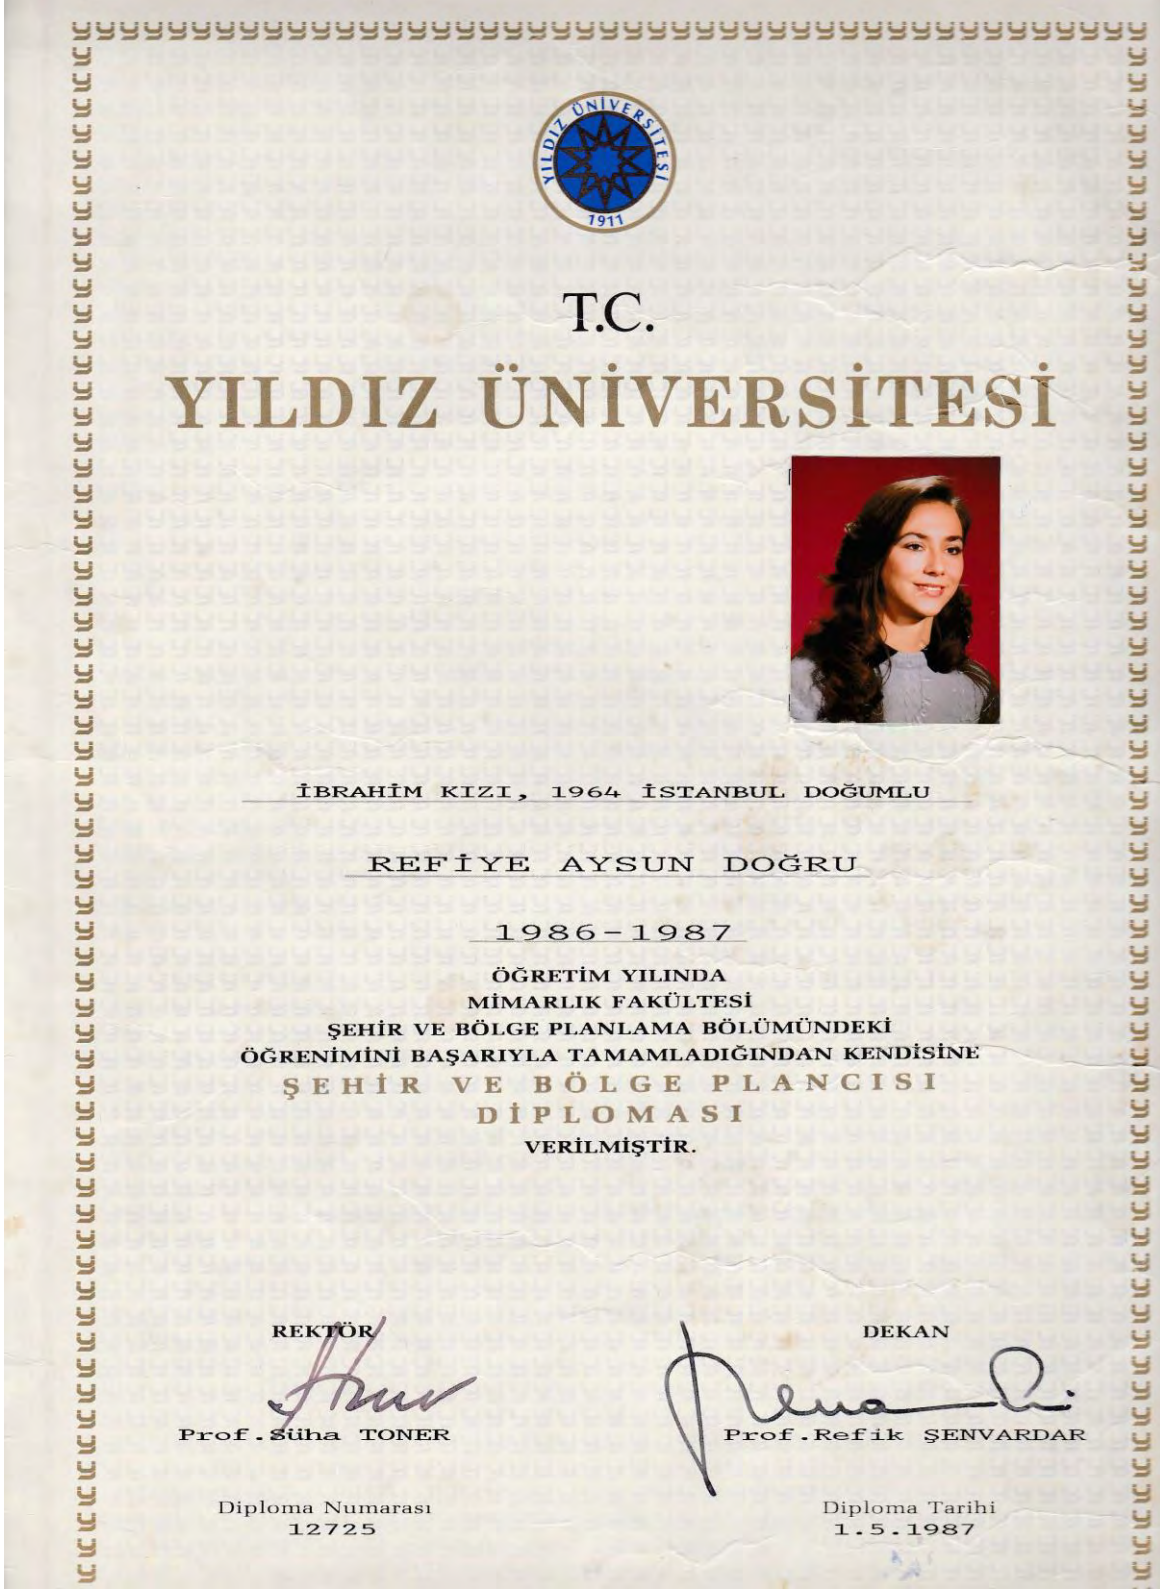 YILDIZ ÜNİVERSİTESİ
1911
T.C.
YILDIZ ÜNİVERSİTESİ
İBRAHİM KIZI, 1964 İSTANBUL DOĞUMLU
REFİYE AYSUN DOĞRU
1986-1987
ÖĞRETİM YILINDA
MİMARLIK FAKÜLTESİ
ŞEHİR VE BÖLGE PLANLAMA BÖLÜMÜNDEKİ
ÖĞRENİMİNİ BAŞARIYLA TAMAMLADIĞINDAN KENDİSİNE
ŞEHİR VE BÖLGE PLANCISI
DİPLOMASI
VERİLMİŞTİR.
REKTÖR
DEKAN
Prof.Süha TONER
Prof.Refik ŞENVARDAR
Diploma Numarası
Diploma Tarihi
12725
1.5.1987